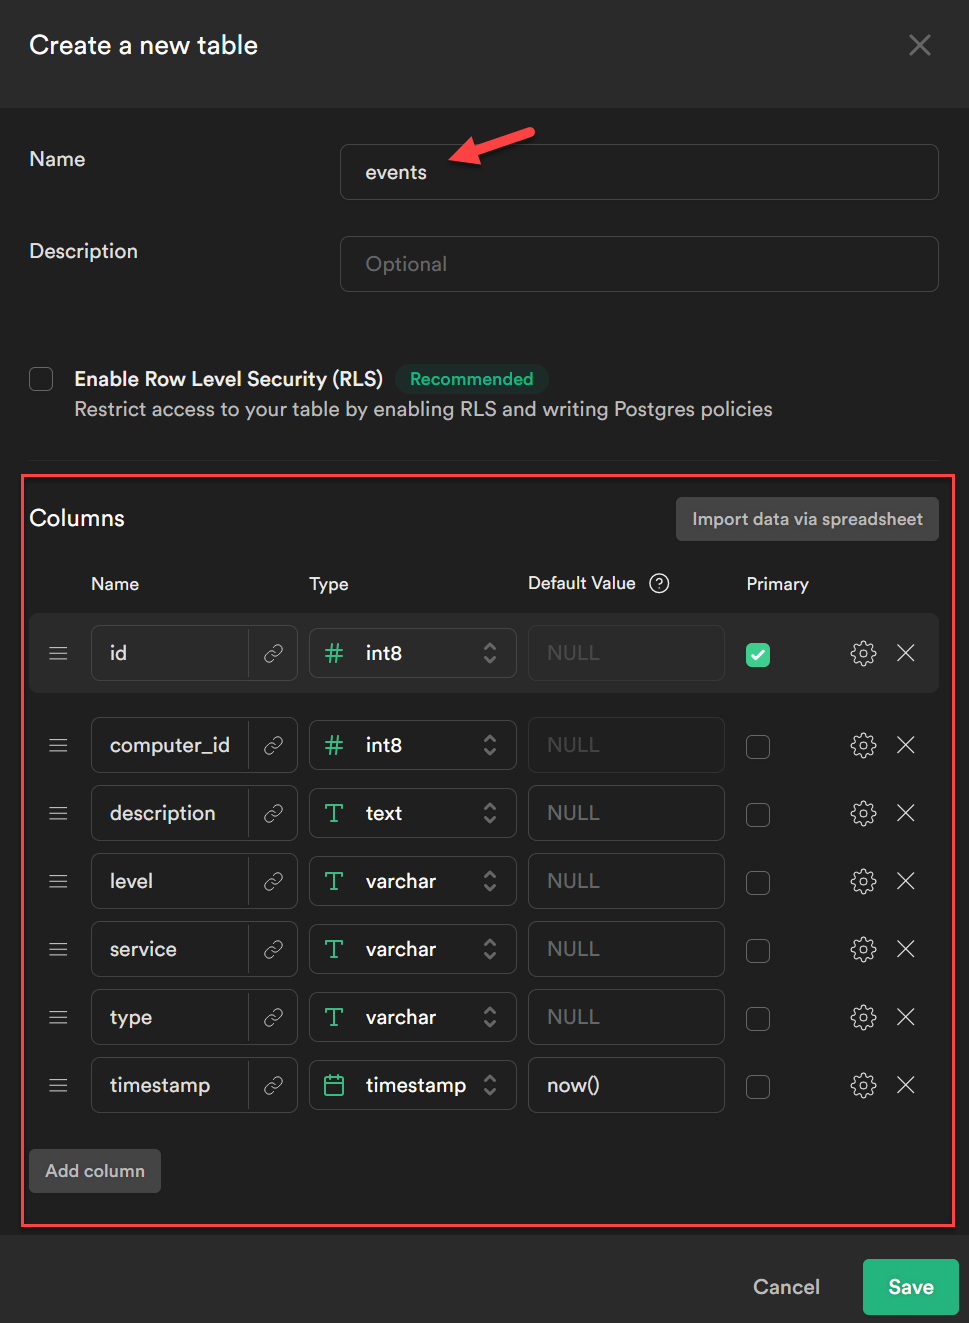 Create a new table
Name
events
Description
Optional
Enable Row Level Security (RLS) Recommended
Restrict access to your table by enabling RLS and writing Postgres policies
Columns
Import data via spreadsheet
Name Type Default Value ? Primary
id # int8 NULL
computer_id # int8 NULL
description T text NULL
level T varchar NULL
service T varchar NULL
type T varchar NULL
timestamp timestamp now()
Add column
Cancel Save